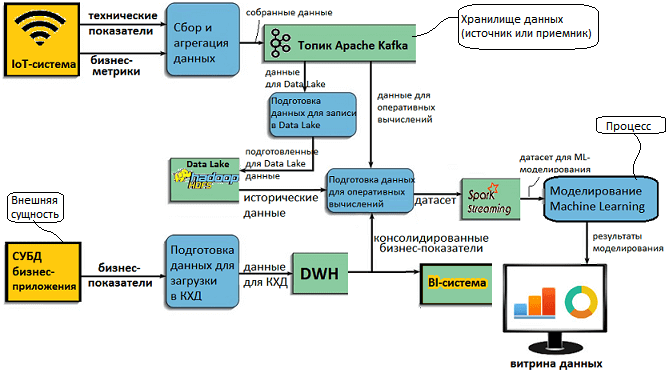 технические
показатели
IoT-система
бизнес-
метрики
Сбор и
агрегация
данных
собранные данные
Топик Apache Kafka
Хранилище данных
(источник или приемник)
данные
для Data Lake
данные для
оперативных
вычислений
Подготовка
данных для записи
в Data Lake
подготовленные
для Data Lake
данные
Data Lake
hadoop
HDFS
исторические
данные
Подготовка данных
для оперативных
вычислений
датасет
Spark
Streaming
датасет для ML-
моделирования
Процесс
Моделирование
Machine Learning
результаты
моделирования
Внешняя
сущность
СУБД
бизнес-
приложения
бизнес-
показатели
Подготовка
данных для
загрузки
в КХД
данные
для КХД
DWH
консолидированные
бизнес-показатели
BI-система
витрина данных